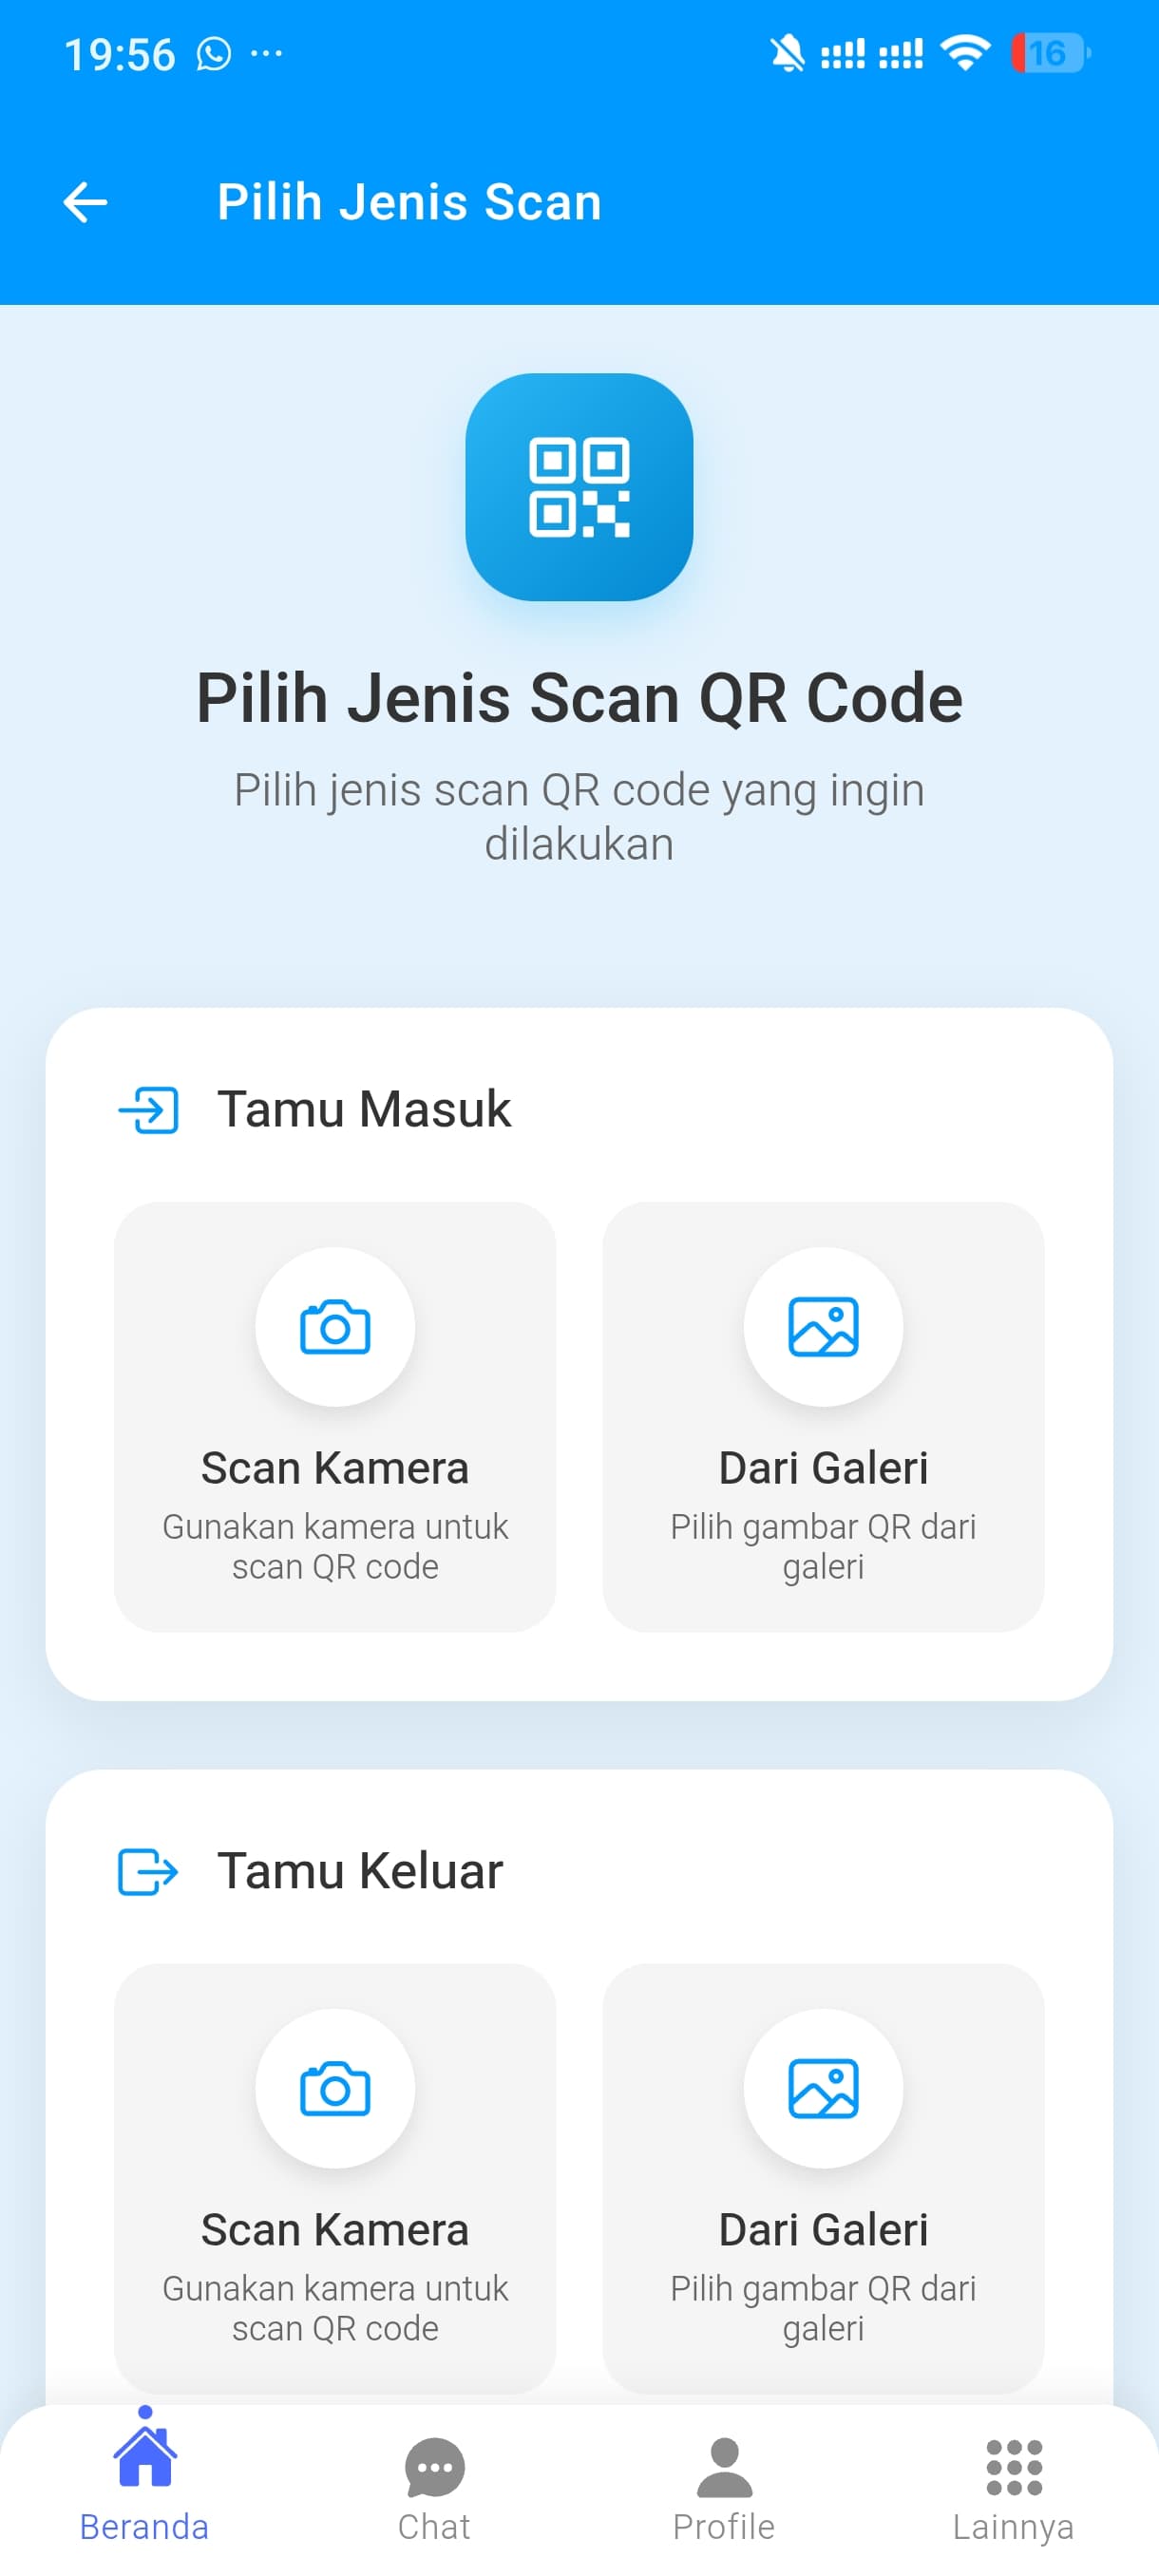 19:56
16
Pilih Jenis Scan
Pilih Jenis Scan QR Code
Pilih jenis scan QR code yang ingin
dilakukan
Tamu Masuk
Scan Kamera
Gunakan kamera untuk
scan QR code
Dari Galeri
Pilih gambar QR dari
galeri
Tamu Keluar
Scan Kamera
Gunakan kamera untuk
scan QR code
Dari Galeri
Pilih gambar QR dari
galeri
Beranda
Chat
Profile
Lainnya